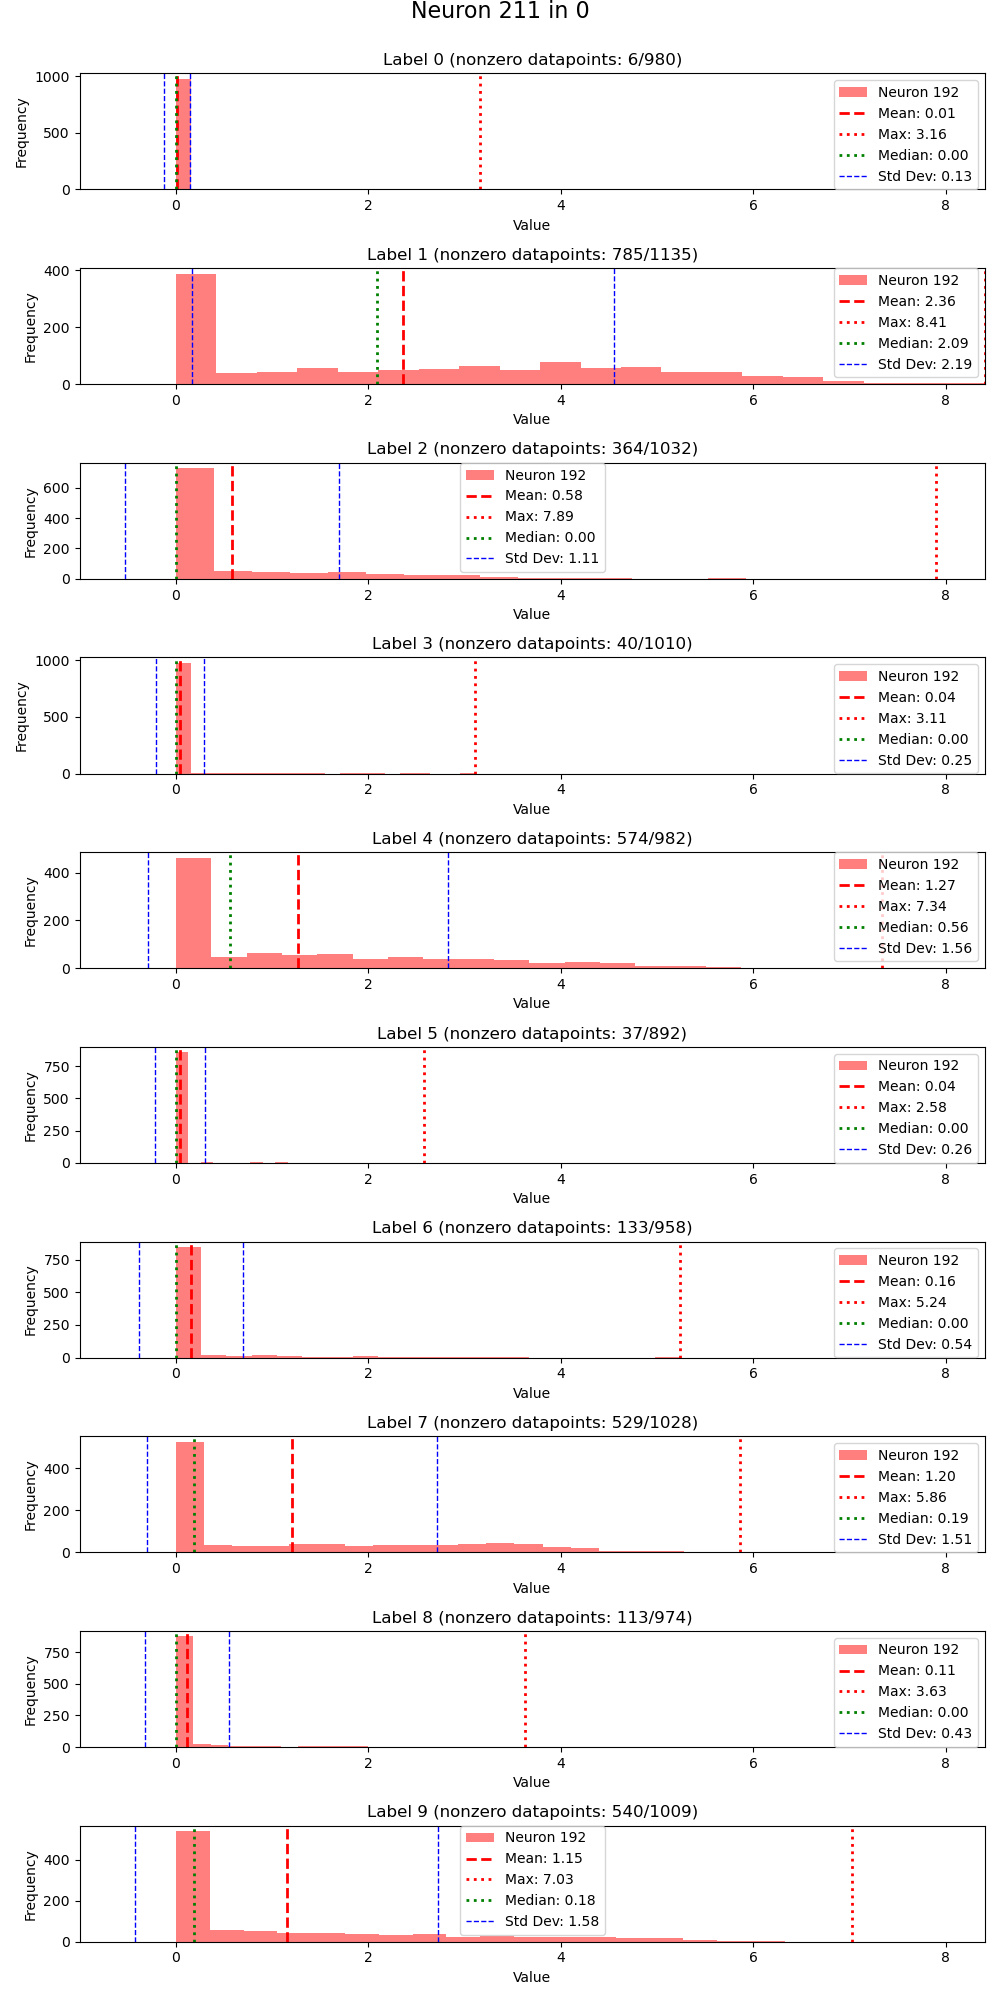 Neuron 211 in 0
Label 0 (nonzero datapoints: 6/980)
Frequency
1000
500
0
Neuron 192
Mean: 0.01
Max: 3.16
Median: 0.00
Std Dev: 0.13
0 2 4 6 8
Value
Label 1 (nonzero datapoints: 785/1135)
Frequency
400
200
0
Neuron 192
Mean: 2.36
Max: 8.41
Median: 2.09
Std Dev: 2.19
0 2 4 6 8
Value
Label 2 (nonzero datapoints: 364/1032)
Frequency
600
400
200
0
Neuron 192
Mean: 0.58
Max: 7.89
Median: 0.00
Std Dev: 1.11
0 2 4 6 8
Value
Label 3 (nonzero datapoints: 40/1010)
Frequency
1000
500
0
Neuron 192
Mean: 0.04
Max: 3.11
Median: 0.00
Std Dev: 0.25
0 2 4 6 8
Value
Label 4 (nonzero datapoints: 574/982)
Frequency
400
200
0
Neuron 192
Mean: 1.27
Max: 7.34
Median: 0.56
Std Dev: 1.56
0 2 4 6 8
Value
Label 5 (nonzero datapoints: 37/892)
Frequency
750
500
250
0
Neuron 192
Mean: 0.04
Max: 2.58
Median: 0.00
Std Dev: 0.26
0 2 4 6 8
Value
Label 6 (nonzero datapoints: 133/958)
Frequency
750
500
250
0
Neuron 192
Mean: 0.16
Max: 5.24
Median: 0.00
Std Dev: 0.54
0 2 4 6 8
Value
Label 7 (nonzero datapoints: 529/1028)
Frequency
400
200
0
Neuron 192
Mean: 1.20
Max: 5.86
Median: 0.19
Std Dev: 1.51
0 2 4 6 8
Value
Label 8 (nonzero datapoints: 113/974)
Frequency
750
500
250
0
Neuron 192
Mean: 0.11
Max: 3.63
Median: 0.00
Std Dev: 0.43
0 2 4 6 8
Value
Label 9 (nonzero datapoints: 540/1009)
Frequency
400
200
0
Neuron 192
Mean: 1.15
Max: 7.03
Median: 0.18
Std Dev: 1.58
0 2 4 6 8
Value